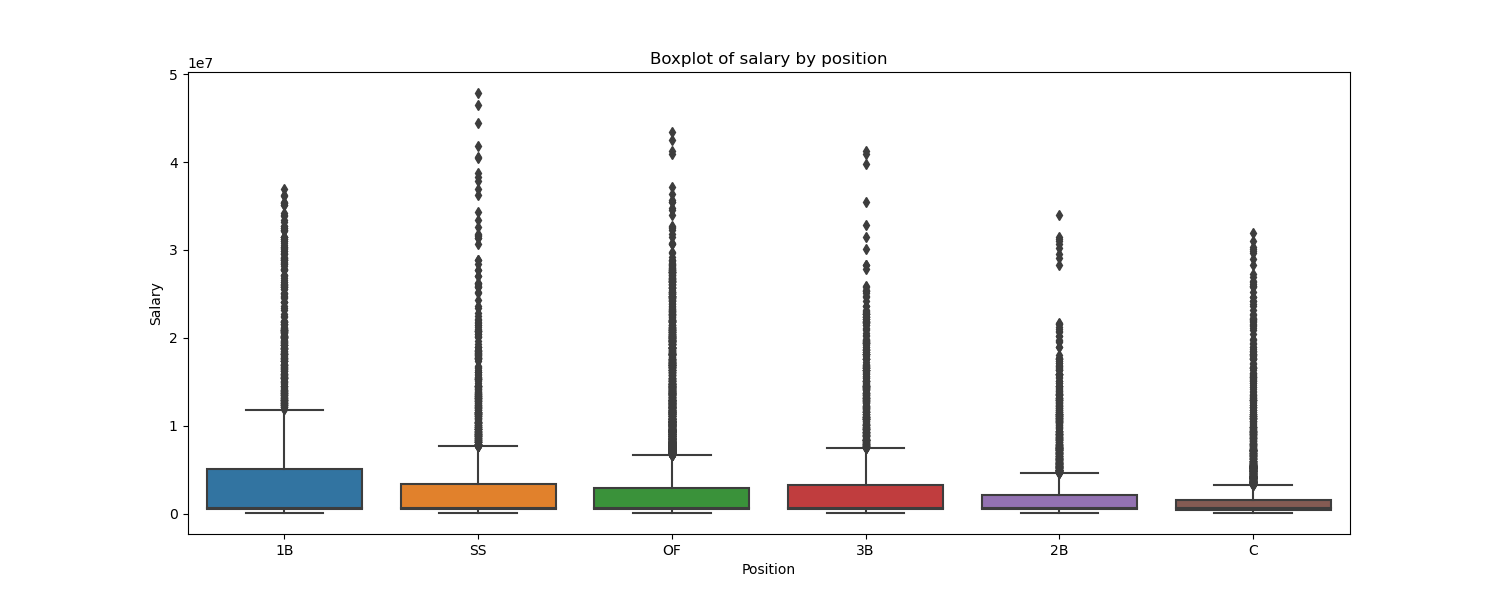 Boxplot of salary by position
1e7
5
4
3
2
1
0
Salary
1B SS OF 3B 2B C
Position